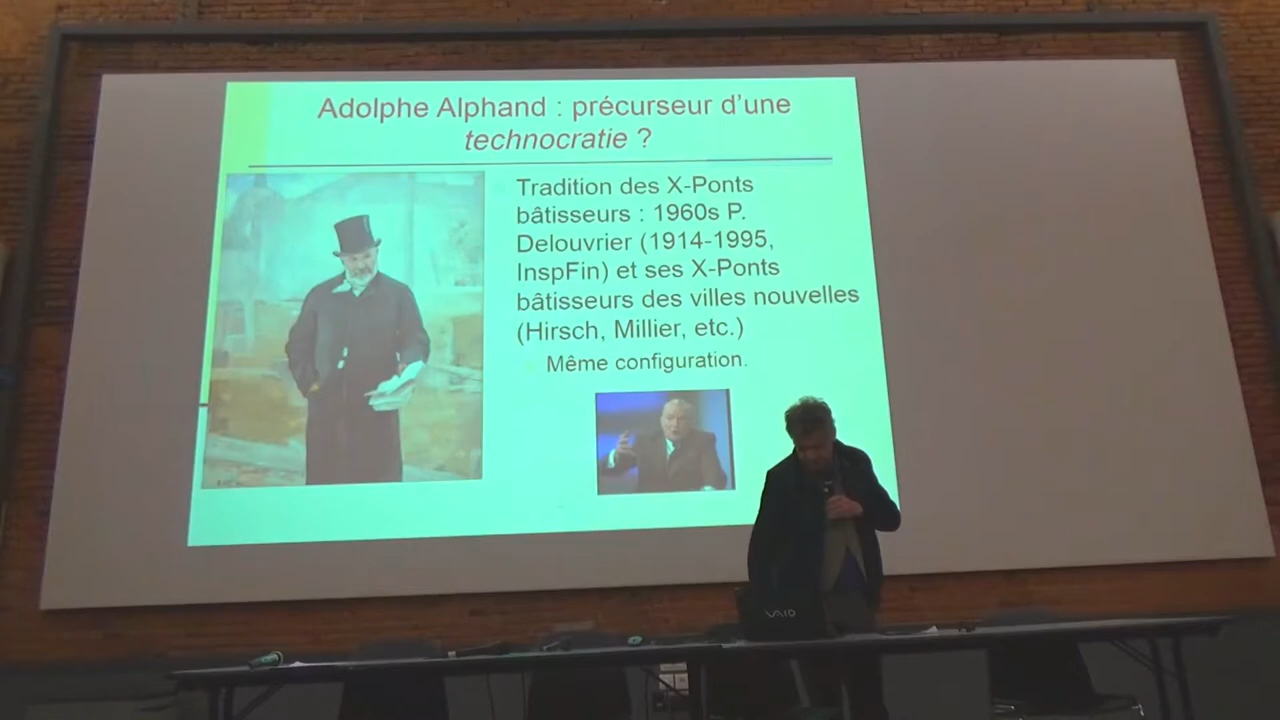 Adolphe Alphand : précurseur d'une
technocratie ?
Tradition des X-Ponts
bâtisseurs : 1960s P.
Delouvrier (1914-1995,
InspFin) et ses X-Ponts
bâtisseurs des villes nouvelles
(Hirsch, Millier, etc.)
Même configuration.
VAIO